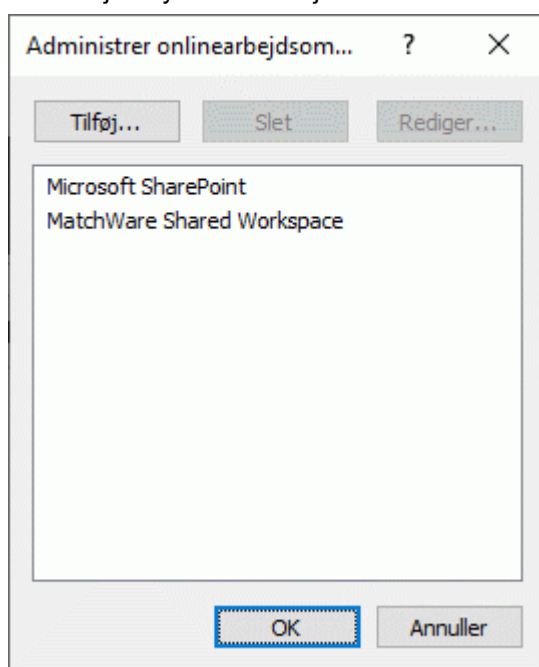 Administrer onlinearbejdsom... ?
Tilføj... Slet Rediger...
Microsoft SharePoint
MatchWare Shared Workspace
OK Annuller